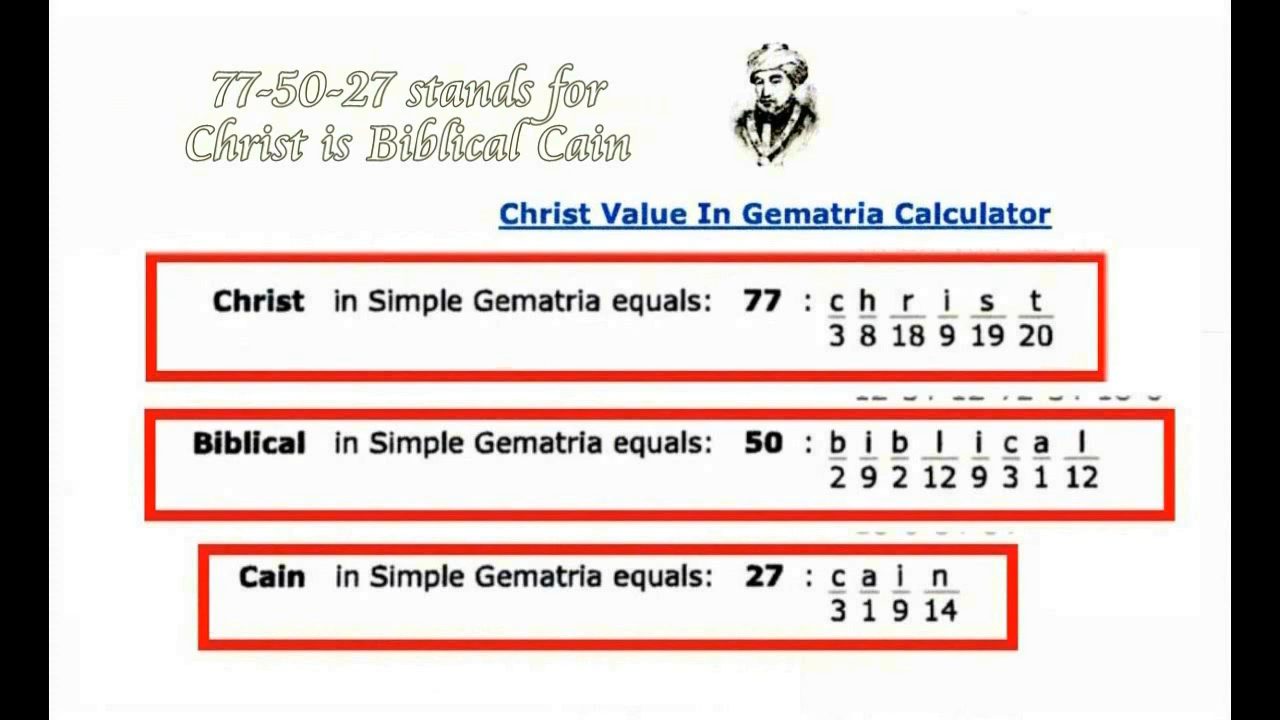 77-50-27 stands for
Christ is Biblical Cain
Christ Value In Gematria Calculator
Christ in Simple Gematria equals: 77 : c h r i s t
3 8 18 9 19 20
Biblical in Simple Gematria equals: 50 : b i b l i c a l
2 9 2 12 9 3 1 12
Cain in Simple Gematria equals: 27 : c a i n
3 1 9 14